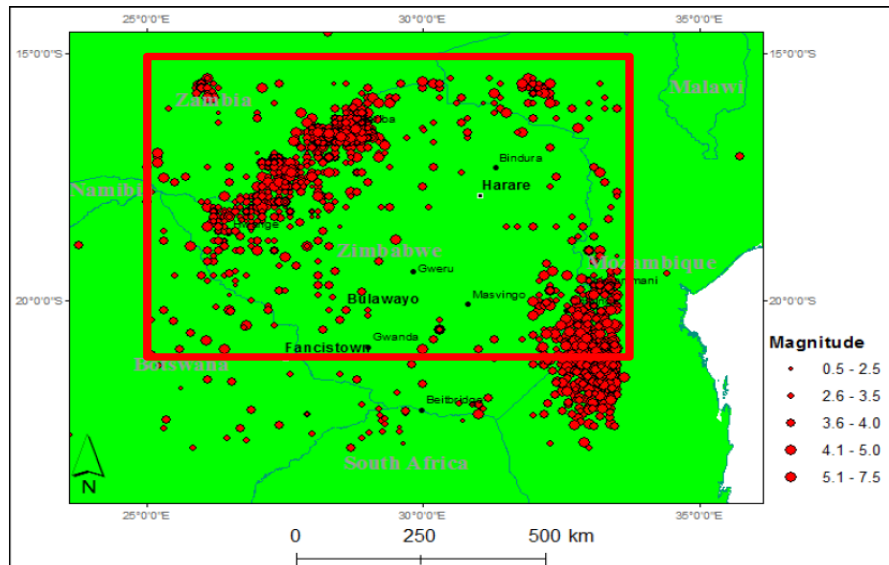 25°0'0"E 30°0'0"E 35°0'0"E
15°0'0"S 15°0'0"S
Malawi
Zambia
Bindura
Namibi
Harare
Zimbabwe
Mozambique
Gweru
20°0'0"S 20°0'0"S
Bulawayo
Masvingo
Gwanda
Fancistown
Botswana
Beitbridge
South Africa
N
25°0'0"E 30°0'0"E 35°0'0"E
Magnitude
0.5 - 2.5
2.6 - 3.5
3.6 - 4.0
4.1 - 5.0
5.1 - 7.5
0 250 500 km